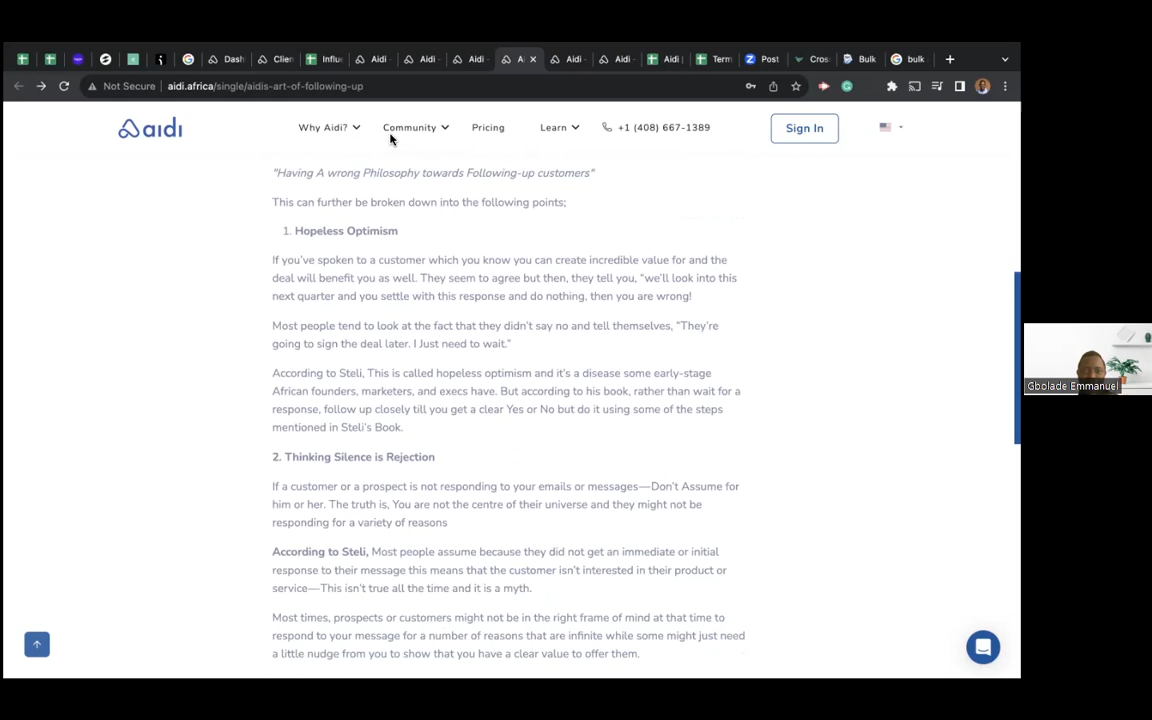 Dash
Clien
Influ
Aidi
Aidi -
Aidi -
Ai
Aidi -
Aidi -
Aidi |
Term
Post
Cros
Bulk
bulk
Not Secure | aidi.africa/single/aidis-art-of-following-up
aidi
Why Aidi?
Community
Pricing
Learn
+1 (408) 667-1389
Sign In
"Having A wrong Philosophy towards Following-up customers"
This can further be broken down into the following points;
1. Hopeless Optimism
If you've spoken to a customer which you know you can create incredible value for and the
deal will benefit you as well. They seem to agree but then, they tell you, "we'll look into this
next quarter and you settle with this response and do nothing, then you are wrong!
Most people tend to look at the fact that they didn't say no and tell themselves, "They're
going to sign the deal later. I Just need to wait."
According to Steli, This is called hopeless optimism and it's a disease some early-stage
African founders, marketers, and execs have. But according to his book, rather than wait for a
response, follow up closely till you get a clear Yes or No but do it using some of the steps
mentioned in Steli's Book.
2. Thinking Silence is Rejection
If a customer or a prospect is not responding to your emails or messages—Don't Assume for
him or her. The truth is, You are not the centre of their universe and they might not be
responding for a variety of reasons
According to Steli, Most people assume because they did not get an immediate or initial
response to their message this means that the customer isn't interested in their product or
service—This isn't true all the time and it is a myth.
Most times, prospects or customers might not be in the right frame of mind at that time to
respond to your message for a number of reasons that are infinite while some might just need
a little nudge from you to show that you have a clear value to offer them.
Gbolade Emmanuel